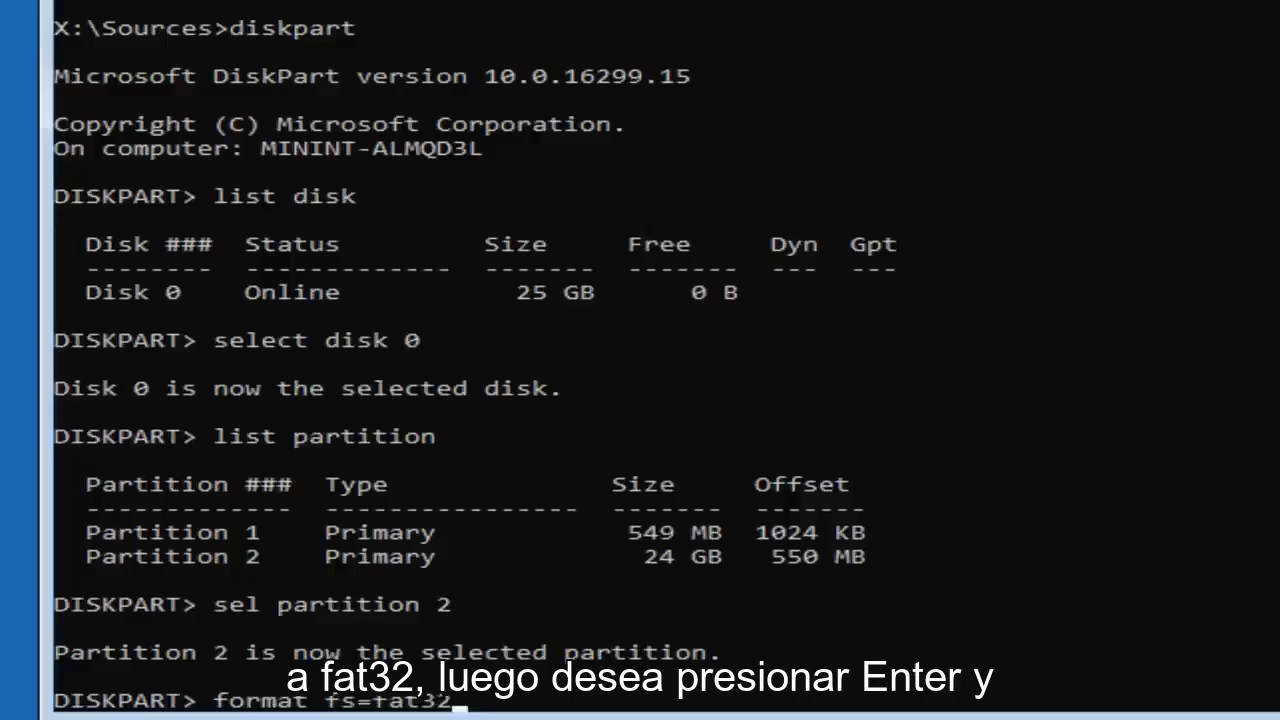 X:\Sources>diskpart
Microsoft DiskPart version 10.0.16299.15
Copyright (C) Microsoft Corporation.
On computer: MININT-ALMQD3L
DISKPART> list disk
Disk ### Status Size Free Dyn Gpt
-------- ------------- ------- ------- --- ---
Disk 0 Online 25 GB 0 B
DISKPART> select disk 0
Disk 0 is now the selected disk.
DISKPART> list partition
Partition ### Type Size Offset
------------- ---------------- ------- -------
Partition 1 Primary 549 MB 1024 KB
Partition 2 Primary 24 GB 550 MB
DISKPART> sel partition 2
Partition 2 is now the selected partition.
a fat32, luego desea presionar Enter y
DISKPART> format fs=fat32_